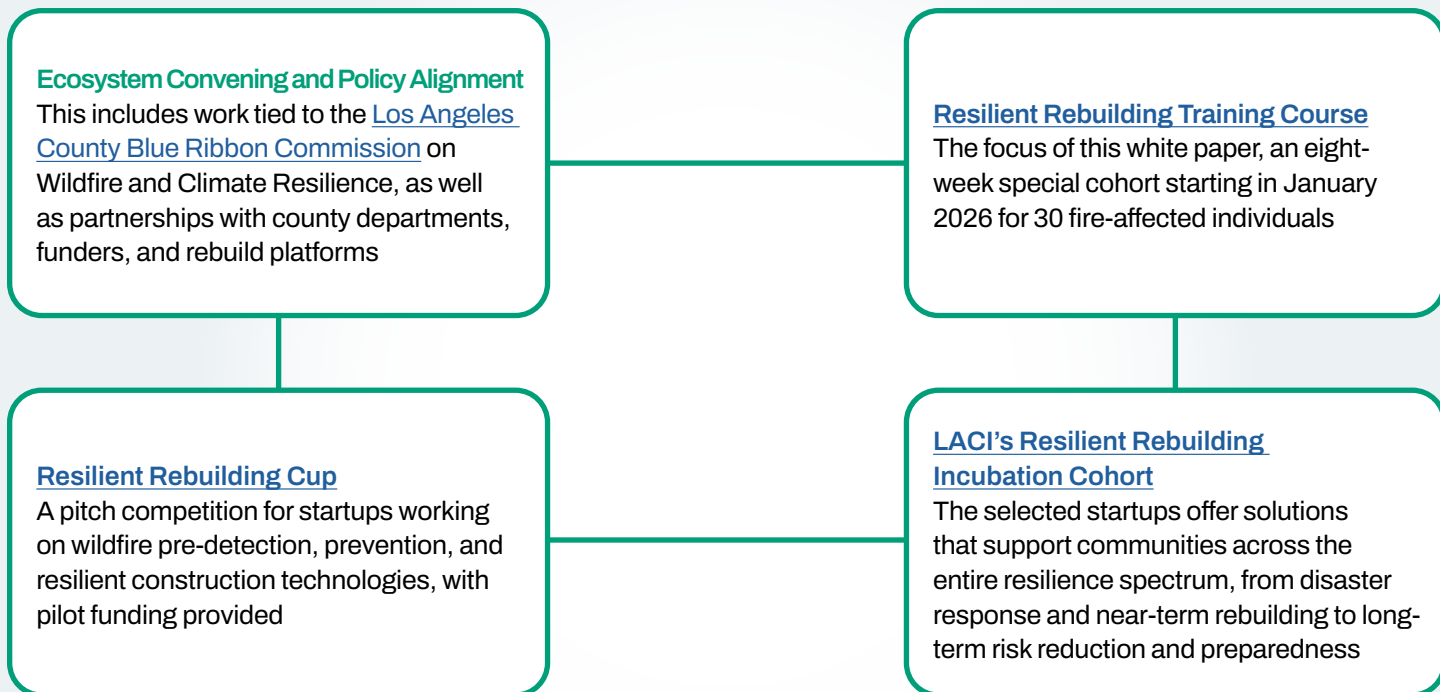 Ecosystem Convening and Policy Alignment
This includes work tied to the Los Angeles
County Blue Ribbon Commission on
Wildfire and Climate Resilience, as well
as partnerships with county departments,
funders, and rebuild platforms
Resilient Rebuilding Training Course
The focus of this white paper, an eight-
week special cohort starting in January
2026 for 30 fire-affected individuals
Resilient Rebuilding Cup
A pitch competition for startups working
on wildfire pre-detection, prevention, and
resilient construction technologies, with
pilot funding provided
LACI’s Resilient Rebuilding
Incubation Cohort
The selected startups offer solutions
that support communities across the
entire resilience spectrum, from disaster
response and near-term rebuilding to long-
term risk reduction and preparedness